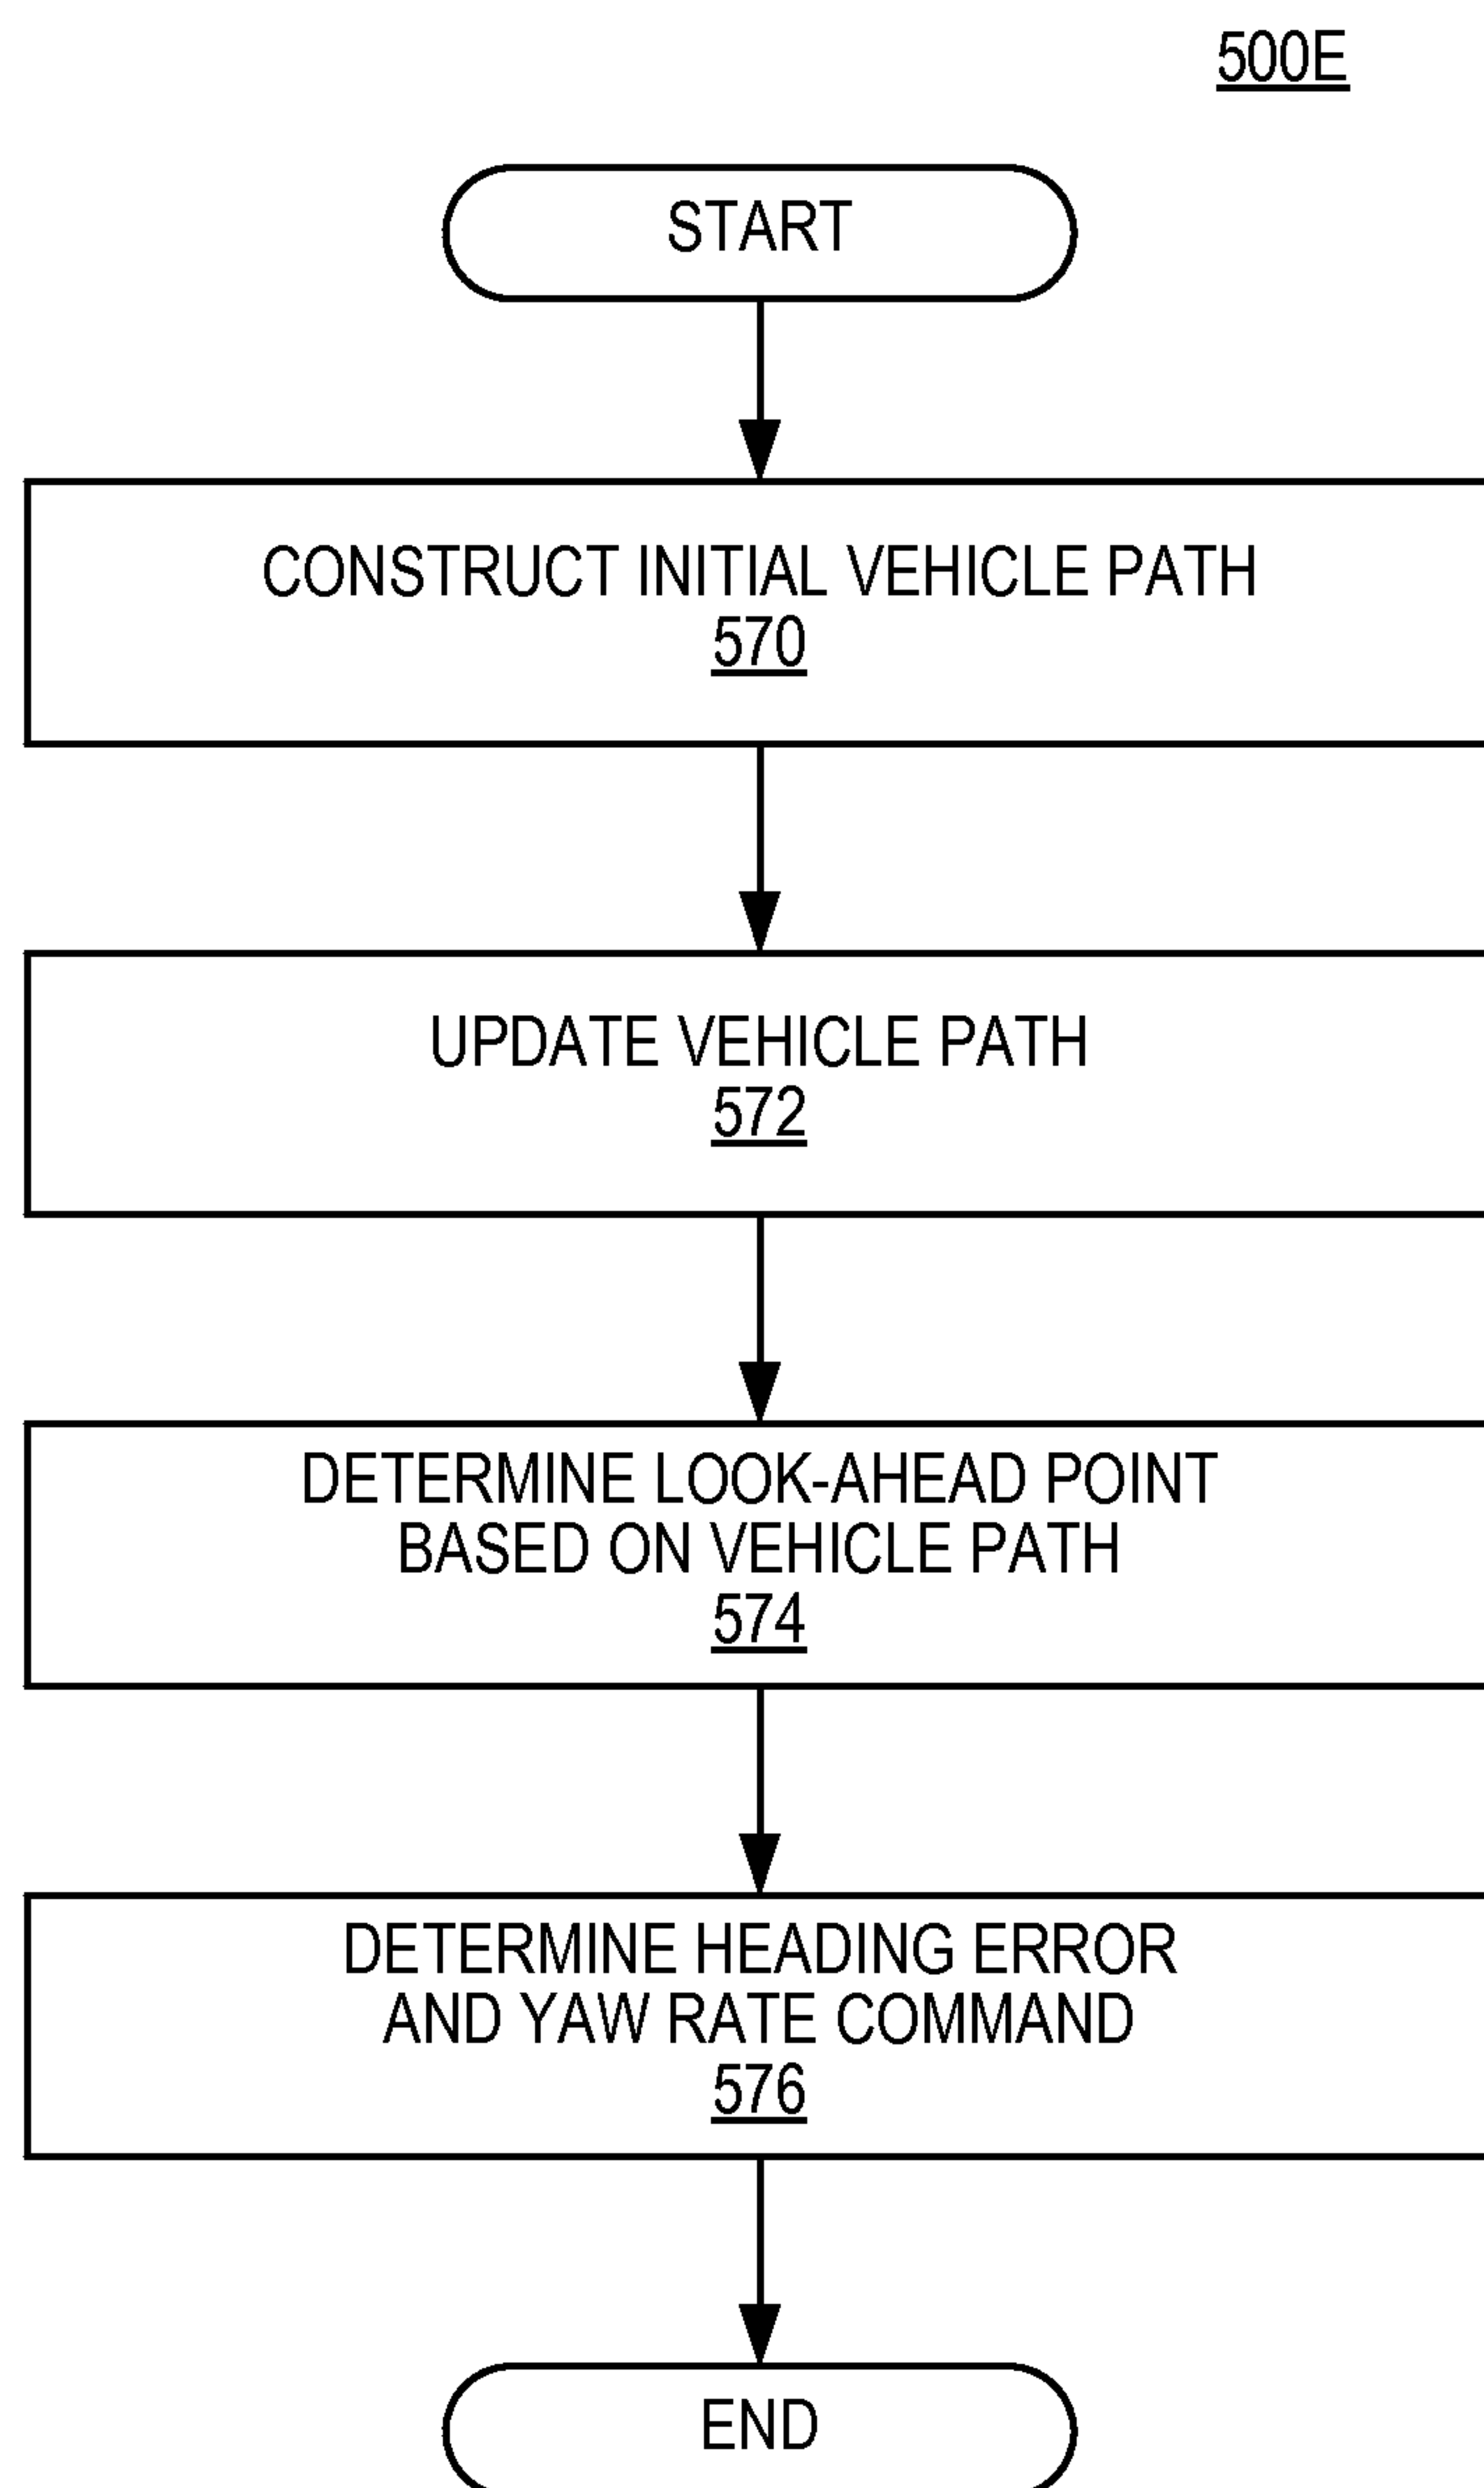 500E
START
CONSTRUCT INITIAL VEHICLE PATH
570
UPDATE VEHICLE PATH
572
DETERMINE LOOK-AHEAD POINT
BASED ON VEHICLE PATH
574
DETERMINE HEADING ERROR
AND YAW RATE COMMAND
576
END